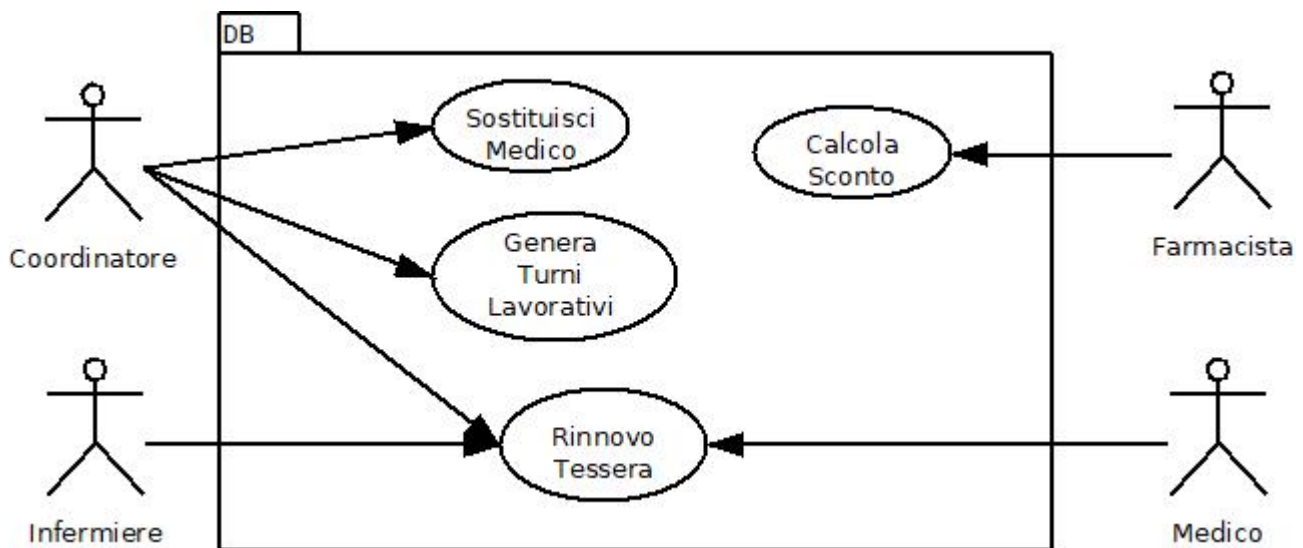 DB
Sostituisci
Medico
Calcola
Sconto
Coordinatore
Genera
Turni
Lavorativi
Farmacista
Rinnovo
Tessera
Infermiere
Medico